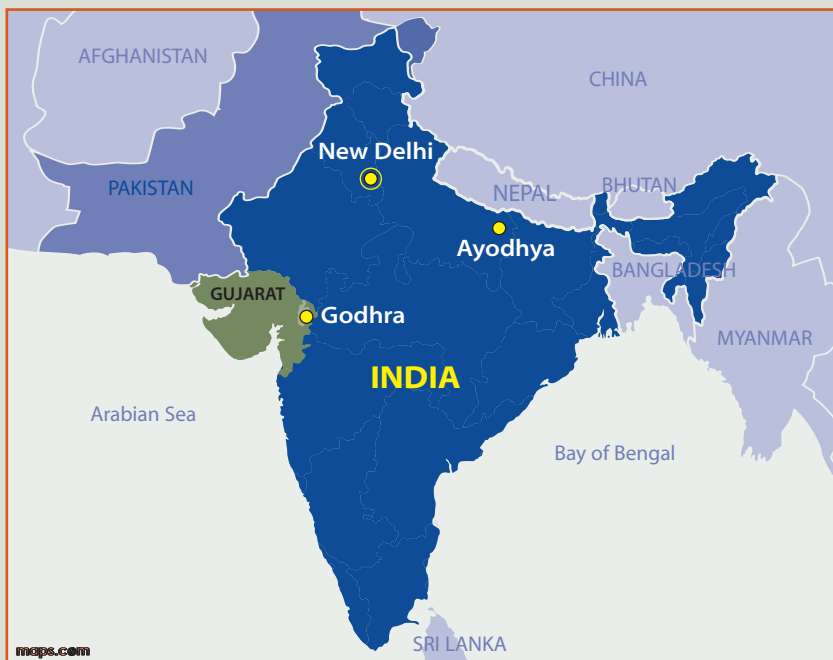 AFGHANISTAN
CHINA
New Delhi
PAKISTAN
NEPAL
BHUTAN
Ayodhya
BANGLADESH
GUJARAT
Godhra
MYANMAR
INDIA
Arabian Sea
Bay of Bengal
SRI LANKA
maps.com